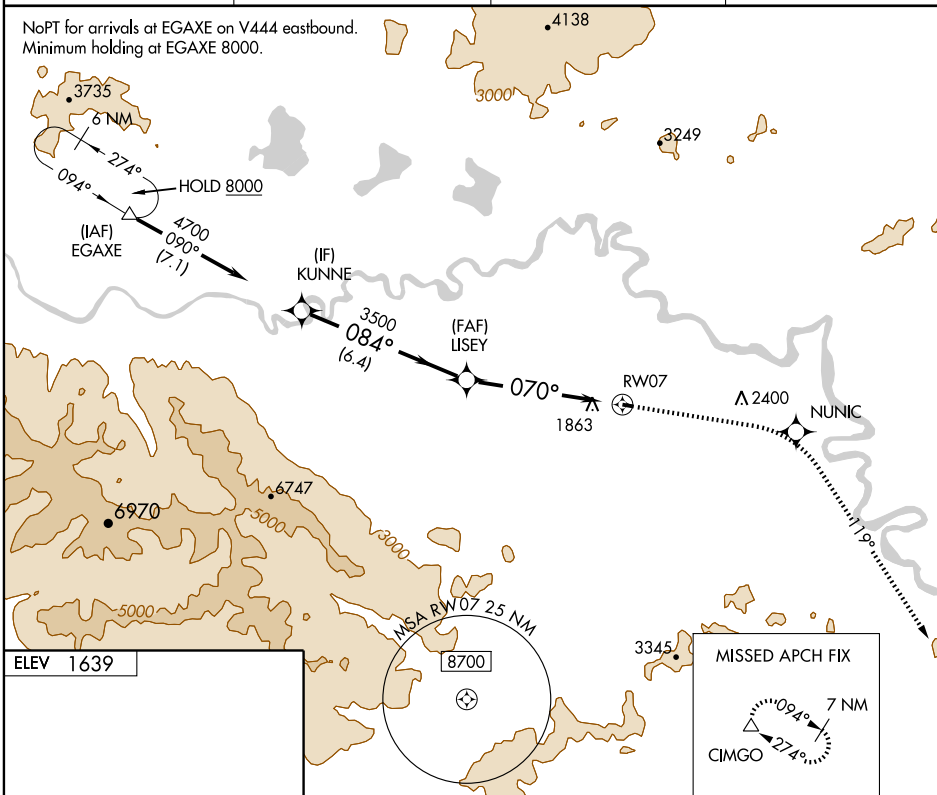 NoPT for arrivals at EGAXE on V444 eastbound.
Minimum holding at EGAXE 8000.
4138
3000
3735
6 NM
3249
274°
094°
HOLD 8000
(IAF)
EGAXE
4700
090°
(7.1)
(IF)
KUNNE
3500
084°
(6.4)
(FAF)
LISEY
070°
RW07
1863
2400
NUNIC
119°
6747
6970
5000
3000
5000
MSA RW07 25 NM
8700
3345
ELEV 1639
MISSED APCH FIX
094°
7 NM
274°
CIMGO